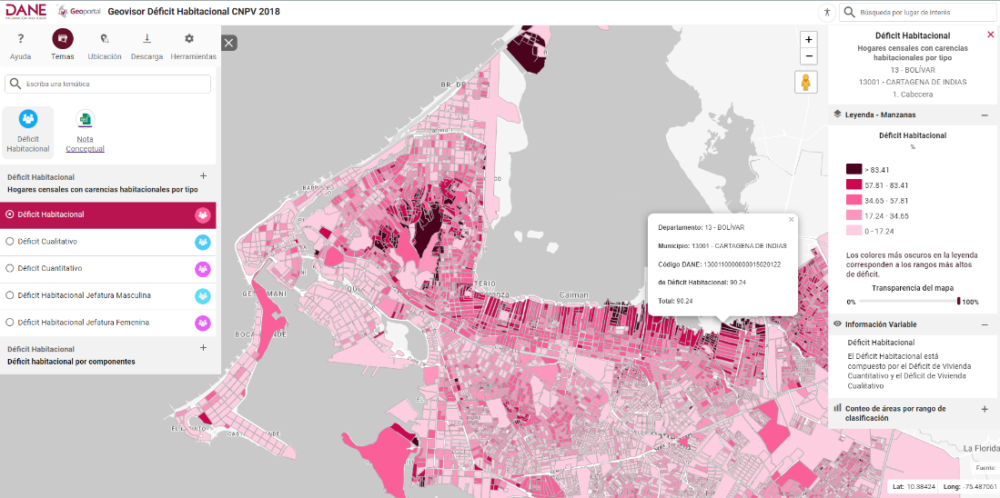 DANE
INFORMACIÓN PARA TODOS
Geoportal
Geovisor Déficit Habitacional CNPV 2018
Búsqueda por lugar de interés
Ayuda
Temas
Ubicación
Descarga
Herramientas
Escriba una temática
Déficit
Habitacional
Nota
Conceptual
Déficit Habitacional
Hogares censales con carencias habitacionales por tipo
Déficit Habitacional
Déficit Cualitativo
Déficit Cuantitativo
Déficit Habitacional Jefatura Masculina
Déficit Habitacional Jefatura Femenina
Déficit Habitacional
Déficit habitacional por componentes
BR. DE
Caiman
Departamento: 13 - BOLÍVAR
Municipio: 13001 - CARTAGENA DE INDIAS
Código DANE: 1300110000000015020122
de Déficit Habitacional: 90.24
Total: 90.24
Déficit Habitacional
Hogares censales con carencias
habitacionales por tipo
13 - BOLÍVAR
13001 - CARTAGENA DE INDIAS
1. Cabecera
Leyenda - Manzanas
Déficit Habitacional
%
> 83.41
57.81 - 83.41
34.65 - 57.81
17.24 - 34.65
0 - 17.24
Los colores más oscuros en la leyenda
corresponden a los rangos más altos
de déficit.
Transparencia del mapa
0%
100%
Información Variable
Déficit Habitacional
El Déficit Habitacional está
compuesto por el Déficit de Vivienda
Cuantitativo y el Déficit de Vivienda
Cualitativo
Conteo de áreas por rango de
clasificación
La Florida
Fuente:
Lat: 10.38424
Long: -75.487061